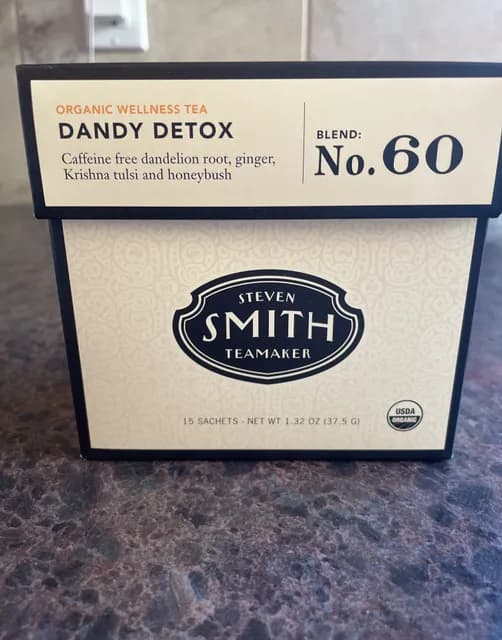 ORGANIC WELLNESS TEA
DANDY DETOX
Caffeine free dandelion root, ginger,
Krishna tulsi and honeybush
BLEND:
No. 60
STEVEN
SMITH
TEAMAKER
15 SACHETS - NET WT 1.32 OZ (37.5 G)
USDA
ORGANIC